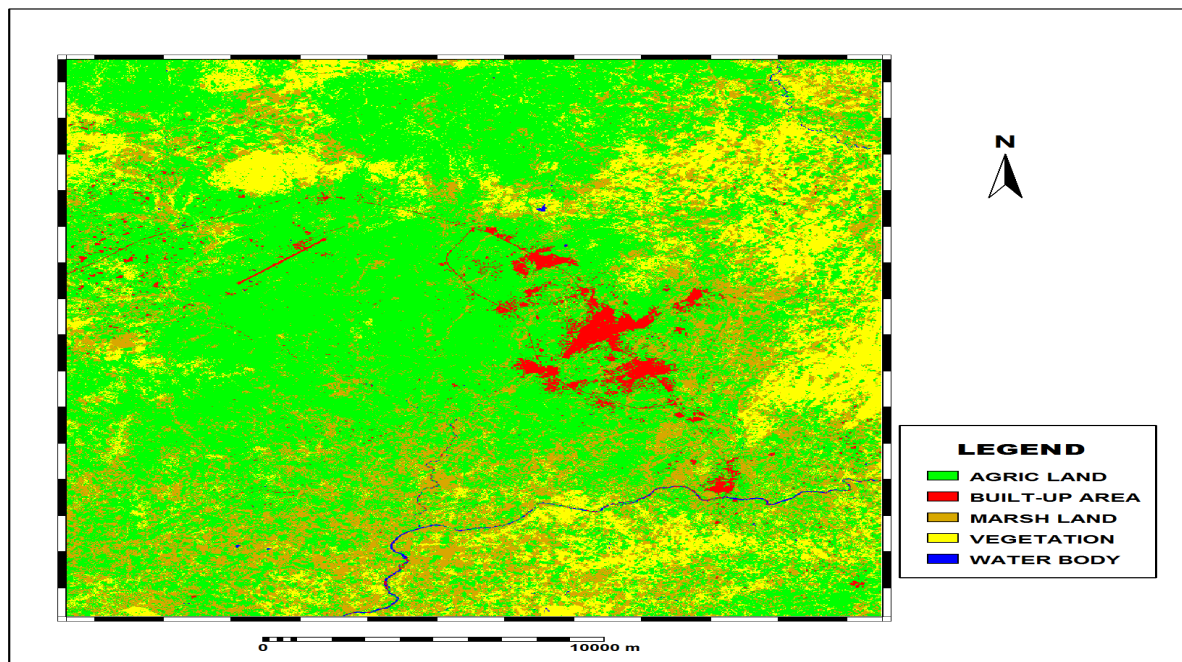 N
LEGEND
AGRIC LAND
BUILT-UP AREA
MARSH LAND
VEGETATION
WATER BODY
0 10000 m